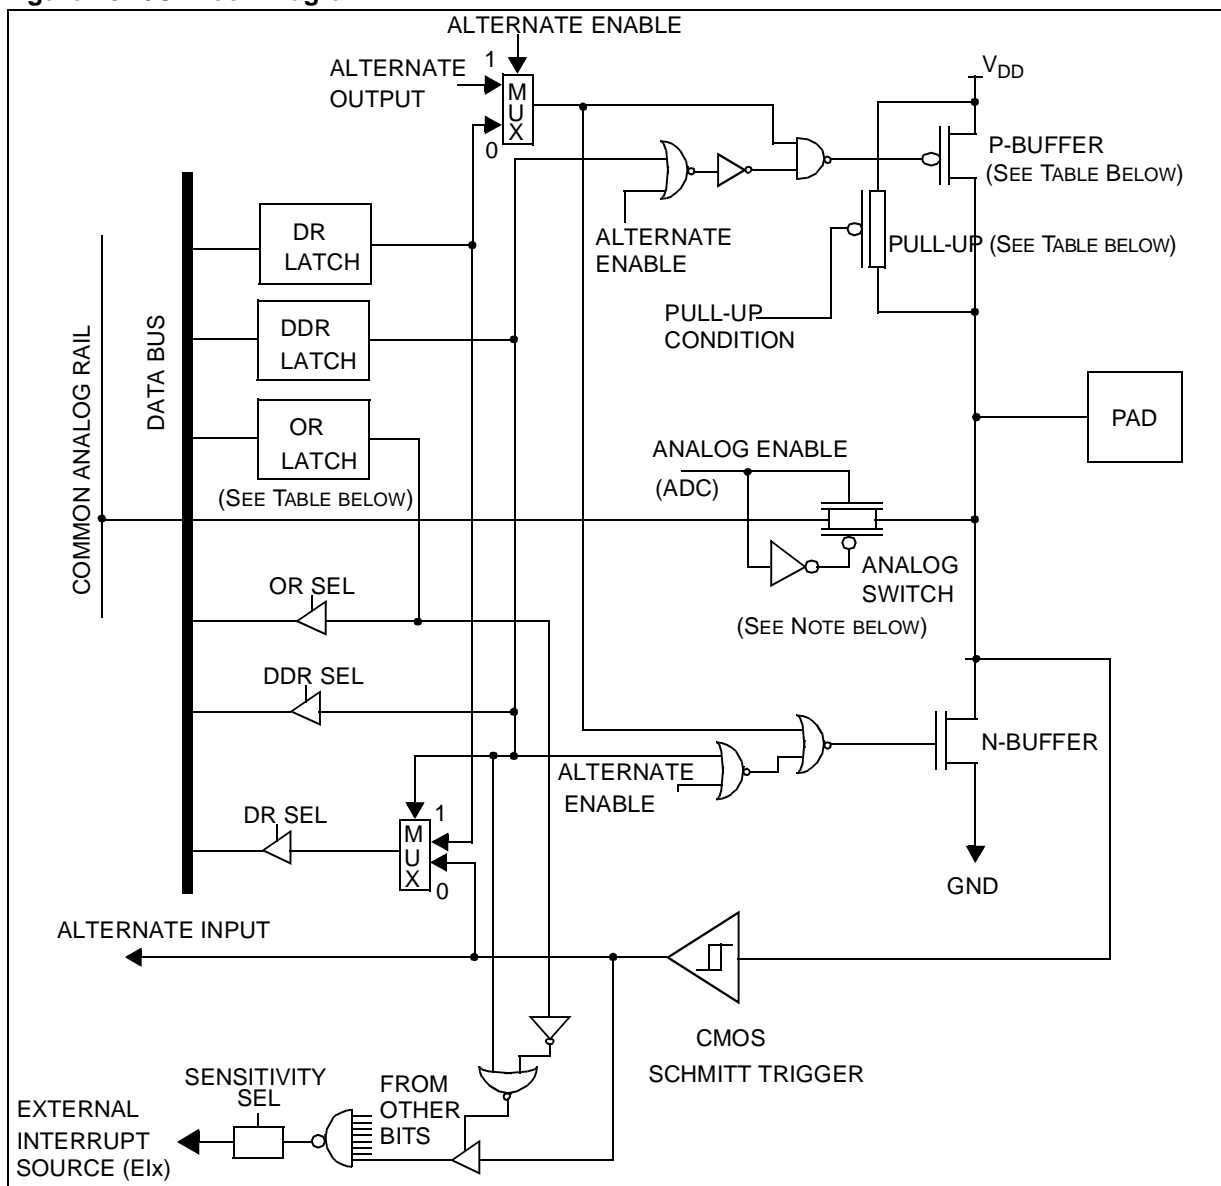 ALTERNATE ENABLE
ALTERNATE
OUTPUT
1
0
MUX
VDD
P-BUFFER
(SEE TABLE BELOW)
ALTERNATE
ENABLE
PULL-UP (SEE TABLE BELOW)
PULL-UP
CONDITION
DR
LATCH
DDR
LATCH
OR
LATCH
(SEE TABLE BELOW)
COMMON ANALOG RAIL
DATA BUS
PAD
ANALOG ENABLE
(ADC)
ANALOG
SWITCH
(SEE NOTE BELOW)
OR SEL
DDR SEL
DR SEL
MUX
1
0
ALTERNATE
ENABLE
N-BUFFER
GND
ALTERNATE INPUT
CMOS
SCHMITT TRIGGER
SENSITIVITY
SEL
FROM
OTHER
BITS
EXTERNAL
INTERRUPT
SOURCE (EIx)